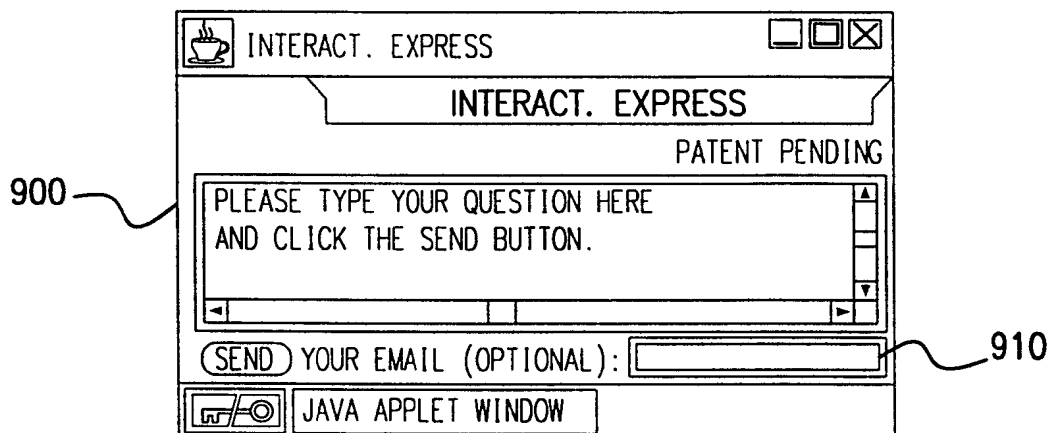 INTERACT. EXPRESS
INTERACT. EXPRESS
PATENT PENDING
900
PLEASE TYPE YOUR QUESTION HERE
AND CLICK THE SEND BUTTON.
SEND YOUR EMAIL (OPTIONAL):
910
JAVA APPLET WINDOW